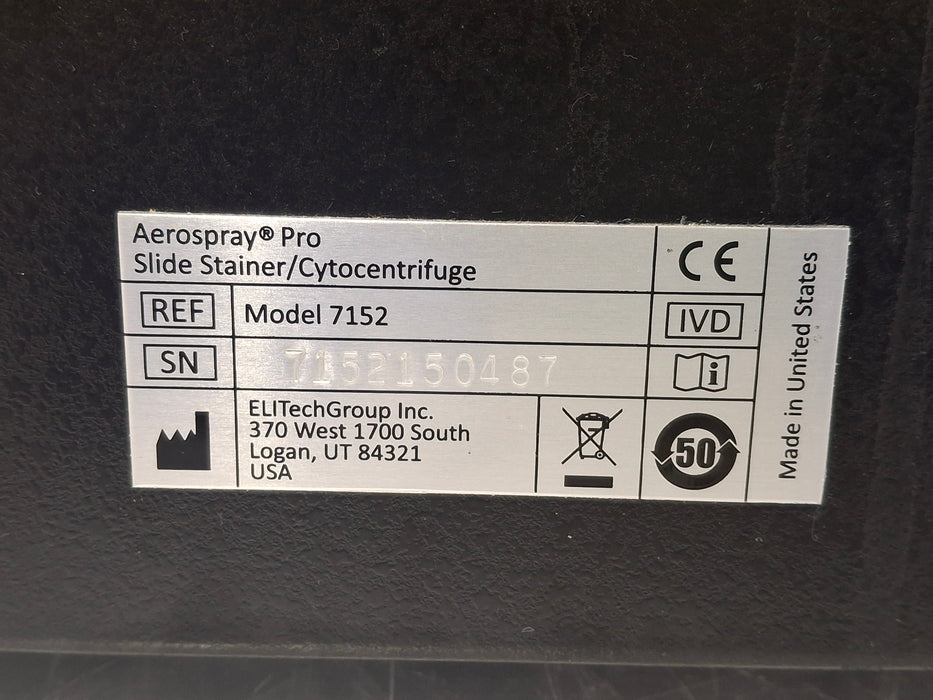 Aerospray® Pro
Slide Stainer/Cytocentrifuge
CE
REF
Model 7152
IVD
SN
7152150487
i
ELITechGroup Inc.
370 West 1700 South
Logan, UT 84321
USA
50
Made in United States